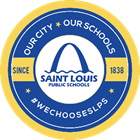 OUR CITY • OUR SCHOOLS
SINCE 1838
SAINT LOUIS
PUBLIC SCHOOLS
#WECHOOSESLPS